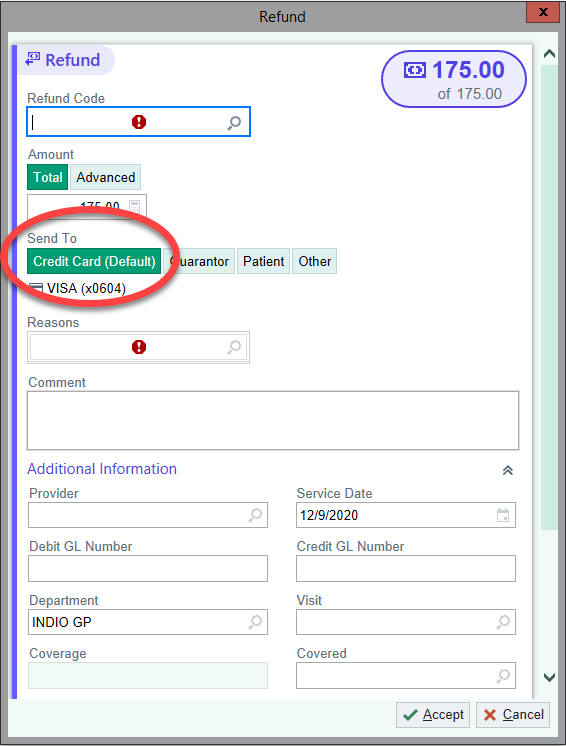 Refund
x
Refund
175.00
of 175.00
Refund Code
Amount
Total Advanced
175.00
Send To
Credit Card (Default) Guarantor Patient Other
VISA (x0604)
Reasons
Comment
Additional Information
Provider Service Date
12/9/2020
Debit GL Number Credit GL Number
Department Visit
INDIO GP
Coverage Covered
Accept Cancel